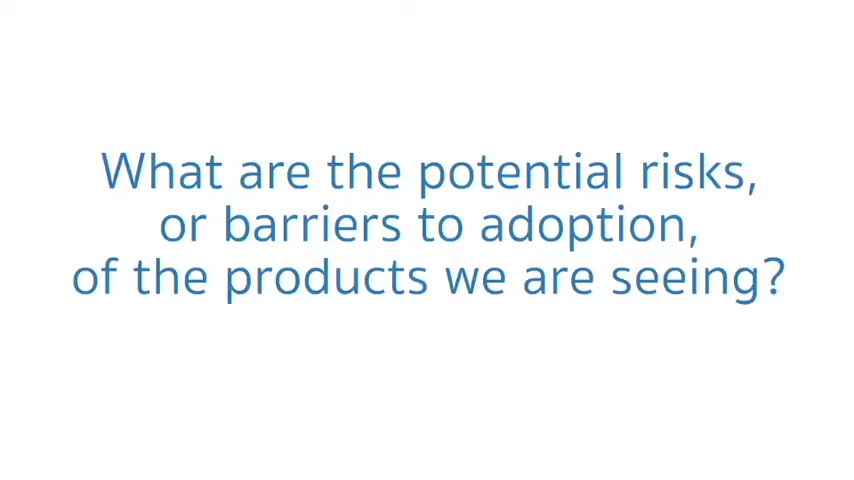 What are the potential risks,
or barriers to adoption,
of the products we are seeing?